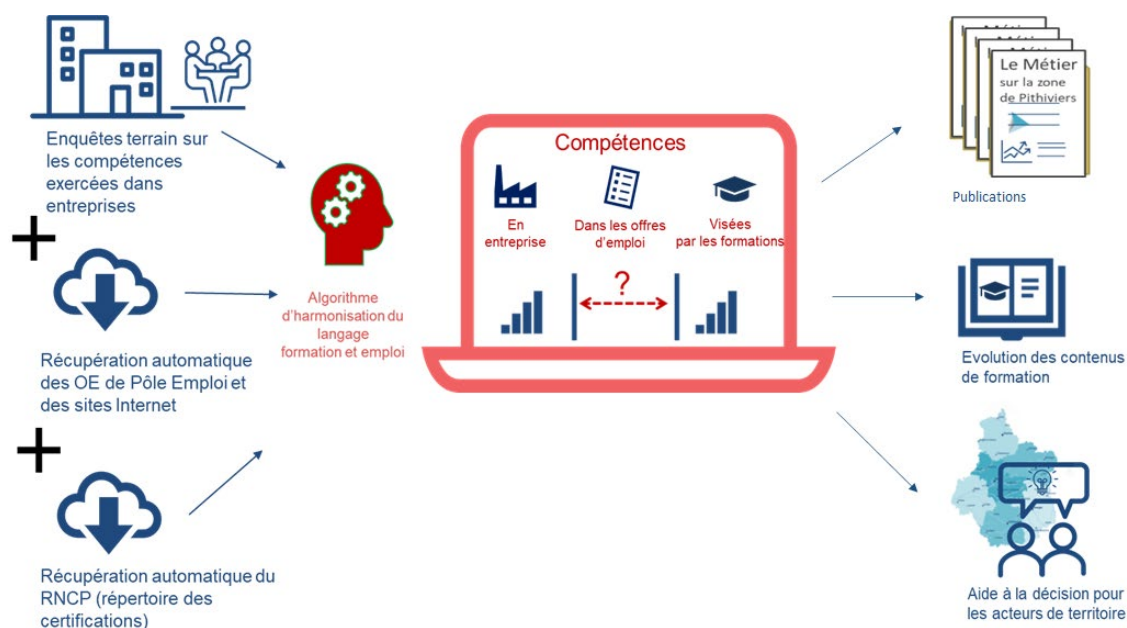 Enquêtes terrain sur
les compétences
exercées dans
entreprises
+
Récupération automatique
des OE de Pôle Emploi et
des sites Internet
+
Récupération automatique du
RNCP (répertoire des
certifications)
Algorithme
d'harmonisation du
langage
formation et emploi
Compétences
En
entreprise
Dans les offres
d'emploi
Visées
par les formations
?
Le Métier
sur la zone
de Pithiviers
Publications
Evolution des contenus
de formation
Aide à la décision pour
les acteurs de territoire